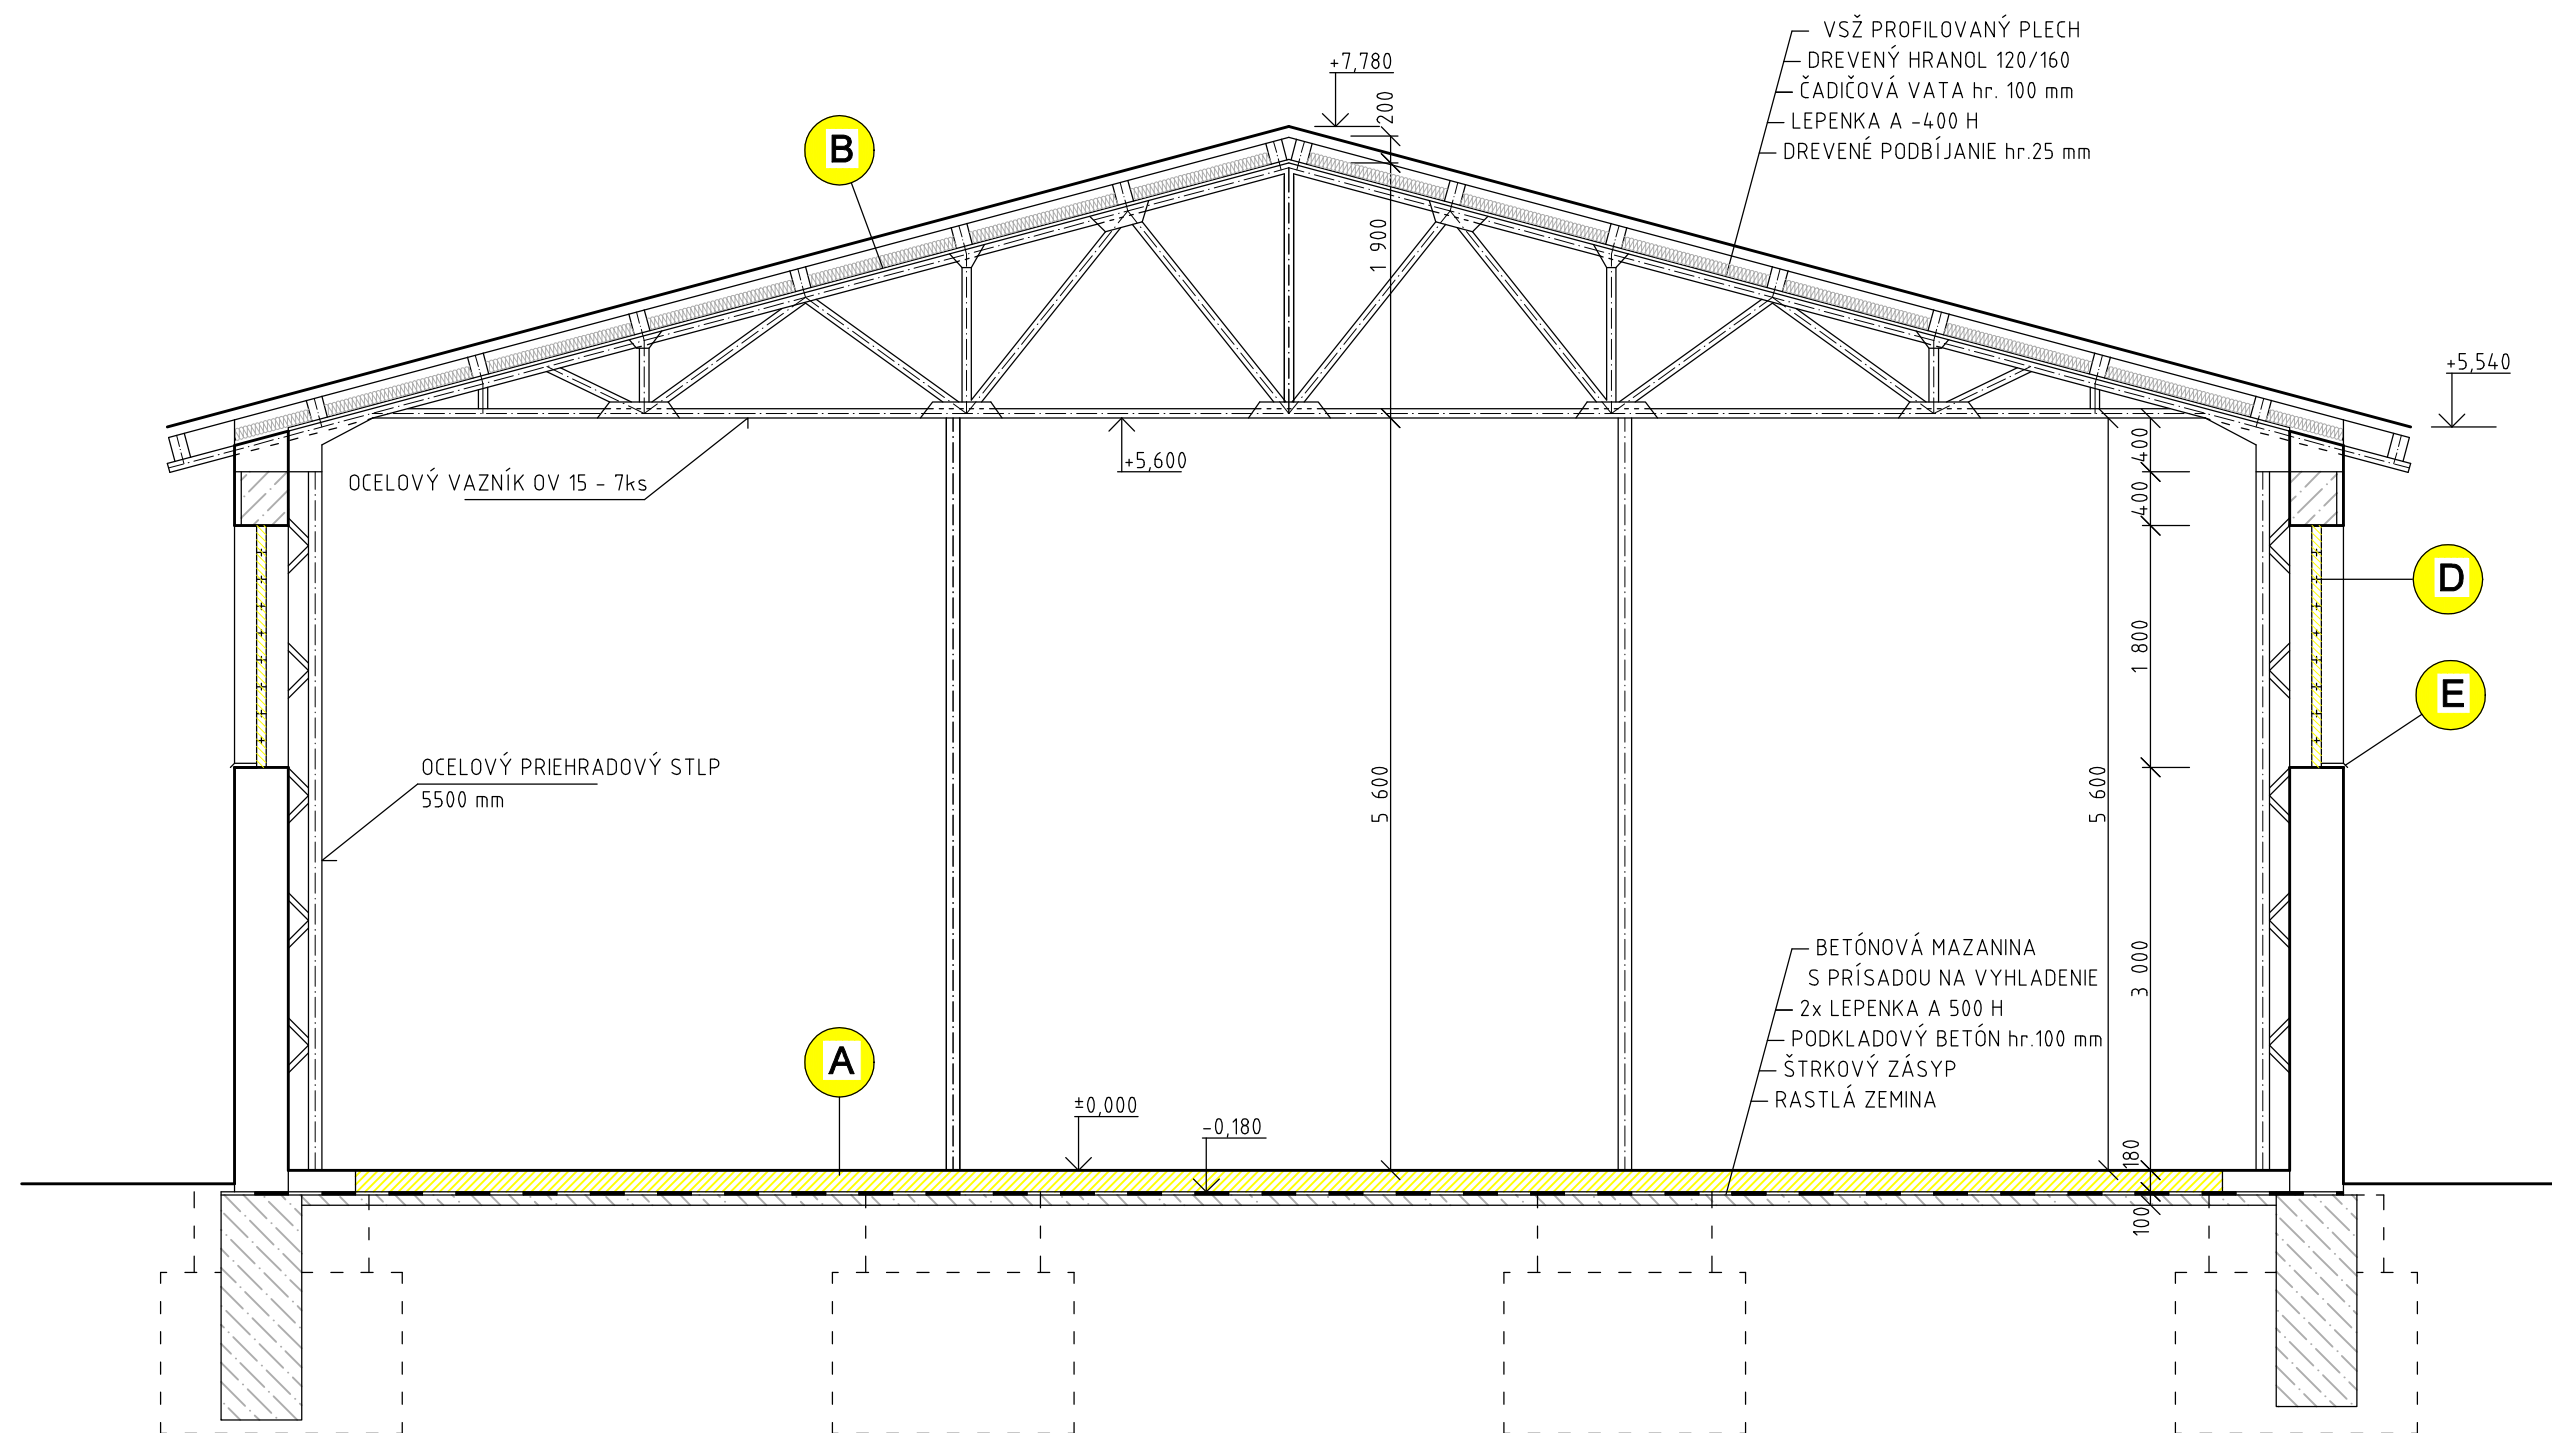 VSŽ PROFILOVANÝ PLECH
DREVENÝ HRANOL 120/160
ČADIČOVÁ VATA hr. 100 mm
LEPENKA A -400 H
DREVENÉ PODBÍJANIE hr.25 mm
+7,780
200
B
1 900
+5,540
400
+5,600
OCELOVÝ VAZNÍK OV 15 - 7ks
400
D
1 800
E
OCELOVÝ PRIEHRADOVÝ STLP
5500 mm
5 600
5 600
BETÓNOVÁ MAZANINA
S PRÍSADOU NA VYHLADENIE
2x LEPENKA A 500 H
PODKLADOVÝ BETÓN hr.100 mm
ŠTRKOVÝ ZÁSYP
RASTLÁ ZEMINA
3 000
A
±0,000
-0,180
180
100